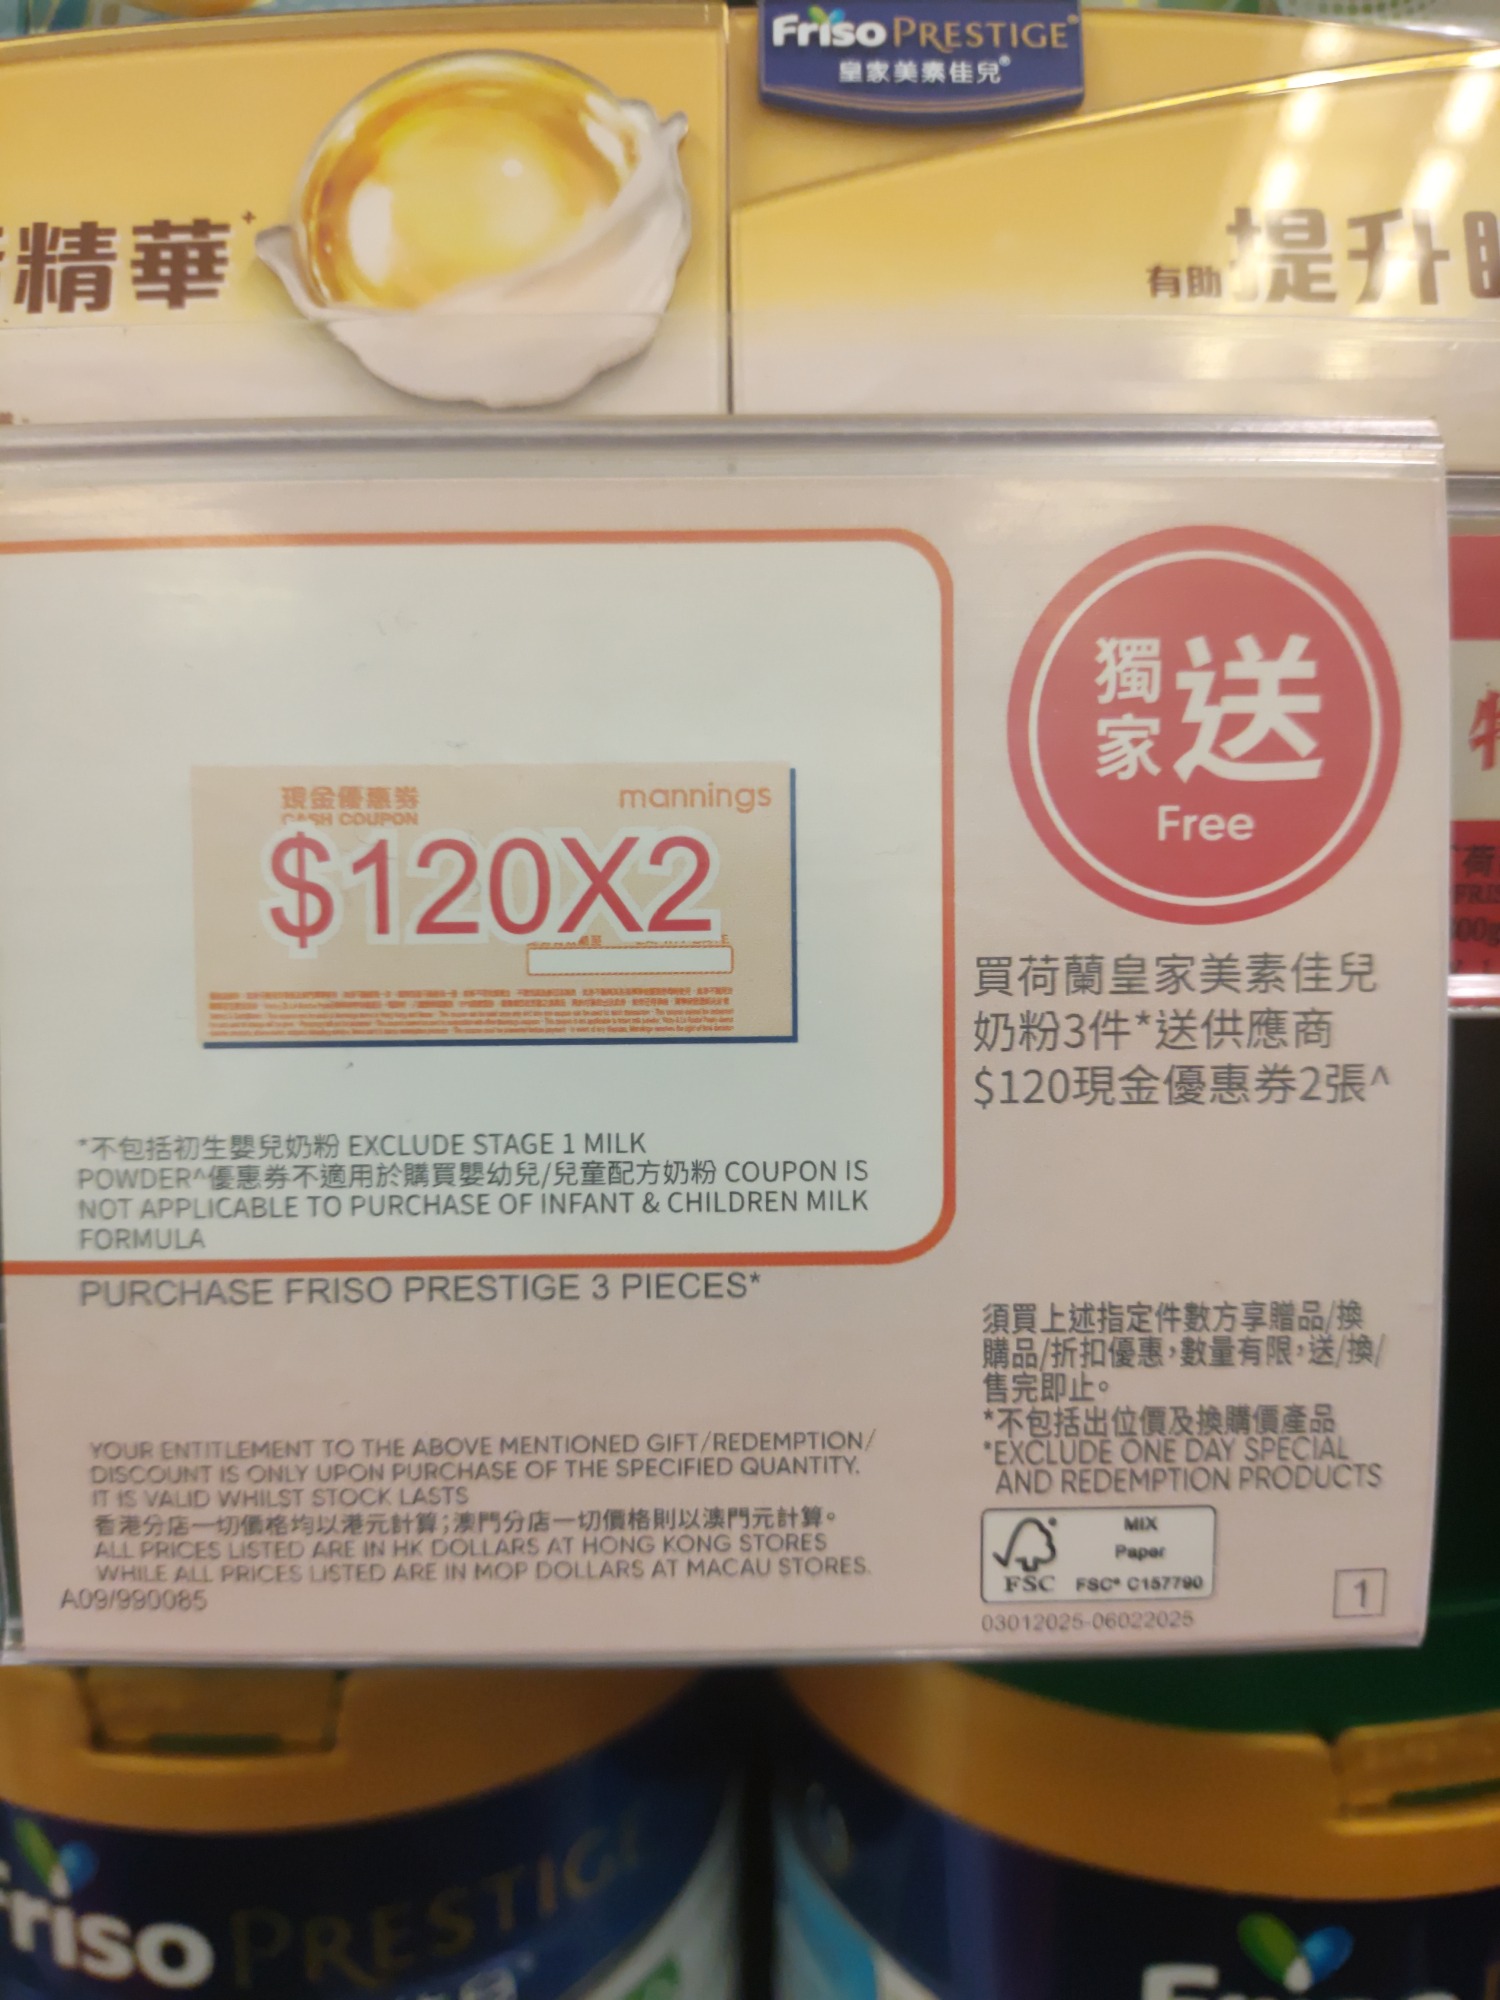 Friso PRESTIGE®
皇家美素佳兒®
精華+
有助提升
獨家送
Free
現金優惠券
CASH COUPON
mannings
$120X2
買荷蘭皇家美素佳兒
奶粉3件*送供應商
$120現金優惠券2張^
*不包括初生嬰兒奶粉 EXCLUDE STAGE 1 MILK
POWDER^優惠券不適用於購買嬰幼兒/兒童配方奶粉 COUPON IS
NOT APPLICABLE TO PURCHASE OF INFANT & CHILDREN MILK
FORMULA
PURCHASE FRISO PRESTIGE 3 PIECES*
須買上述指定件數方享贈品/換
購品/折扣優惠,數量有限,送/換/
售完即止。
*不包括出位價及換購價產品
*EXCLUDE ONE DAY SPECIAL
AND REDEMPTION PRODUCTS
YOUR ENTITLEMENT TO THE ABOVE MENTIONED GIFT/REDEMPTION/
DISCOUNT IS ONLY UPON PURCHASE OF THE SPECIFIED QUANTITY.
IT IS VALID WHILST STOCK LASTS
香港分店一切價格均以港元計算;澳門分店一切價格則以澳門元計算。
ALL PRICES LISTED ARE IN HK DOLLARS AT HONG KONG STORES
WHILE ALL PRICES LISTED ARE IN MOP DOLLARS AT MACAU STORES.
A09/990085
MIX
Paper
FSC
FSC® C157790
03012025-06022025
1
荷
Friso PRESTIGE